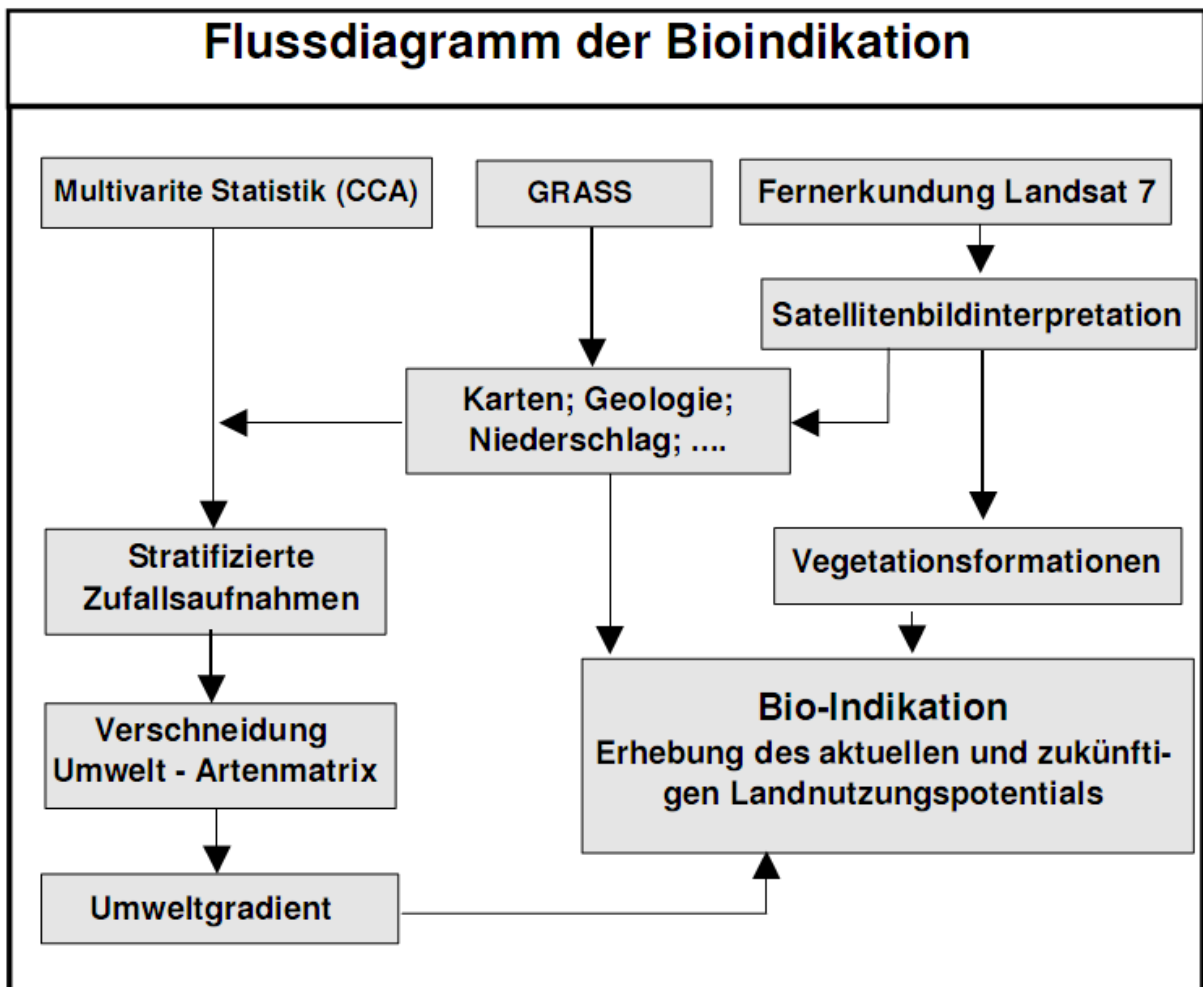 Flussdiagramm der Bioindikation
Multivarite Statistik (CCA)
GRASS
Fernerkundung Landsat 7
Satellitenbildinterpretation
Karten; Geologie;
Niederschlag; ....
Stratifizierte
Zufallsaufnahmen
Vegetationsformationen
Verschneidung
Umwelt - Artenmatrix
Bio-Indikation
Erhebung des aktuellen und zukünfti-
gen Landnutzungspotentials
Umweltgradient